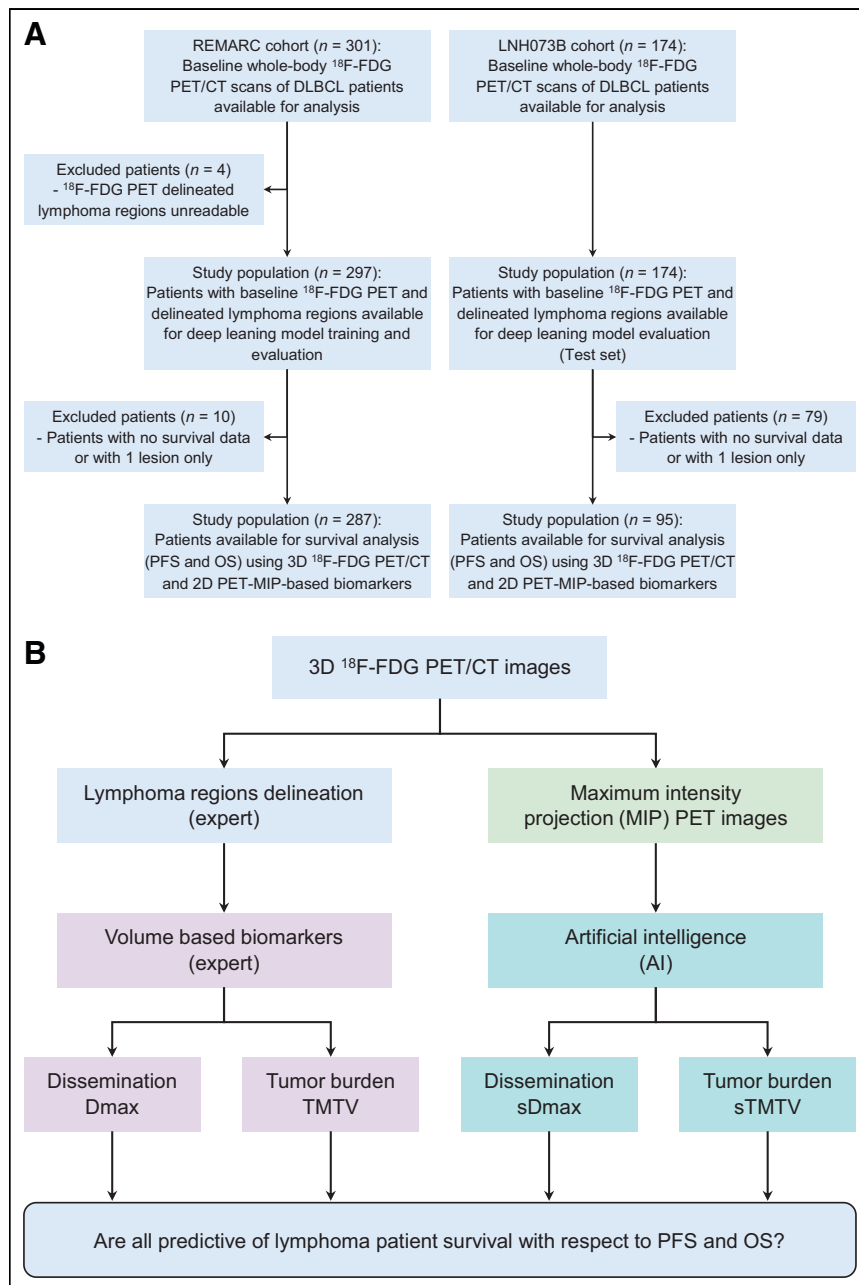 A
REMARC cohort (n = 301):
Baseline whole-body ¹⁸F-FDG
PET/CT scans of DLBCL patients
available for analysis
LNH073B cohort (n = 174):
Baseline whole-body ¹⁸F-FDG
PET/CT scans of DLBCL patients
available for analysis
Excluded patients (n = 4)
- ¹⁸F-FDG PET delineated
lymphoma regions unreadable
Study population (n = 297):
Patients with baseline ¹⁸F-FDG PET and
delineated lymphoma regions available
for deep leaning model training and
evaluation
Study population (n = 174):
Patients with baseline ¹⁸F-FDG PET and
delineated lymphoma regions available
for deep leaning model evaluation
(Test set)
Excluded patients (n = 10)
- Patients with no survival data
or with 1 lesion only
Excluded patients (n = 79)
- Patients with no survival data
or with 1 lesion only
Study population (n = 287):
Patients available for survival analysis
(PFS and OS) using 3D ¹⁸F-FDG PET/CT
and 2D PET-MIP-based biomarkers
Study population (n = 95):
Patients available for survival analysis
(PFS and OS) using 3D ¹⁸F-FDG PET/CT
and 2D PET-MIP-based biomarkers
B
3D ¹⁸F-FDG PET/CT images
Lymphoma regions delineation
(expert)
Maximum intensity
projection (MIP) PET images
Volume based biomarkers
(expert)
Artificial intelligence
(AI)
Dissemination
Dmax
Tumor burden
TMTV
Dissemination
sDmax
Tumor burden
sTMTV
Are all predictive of lymphoma patient survival with respect to PFS and OS?